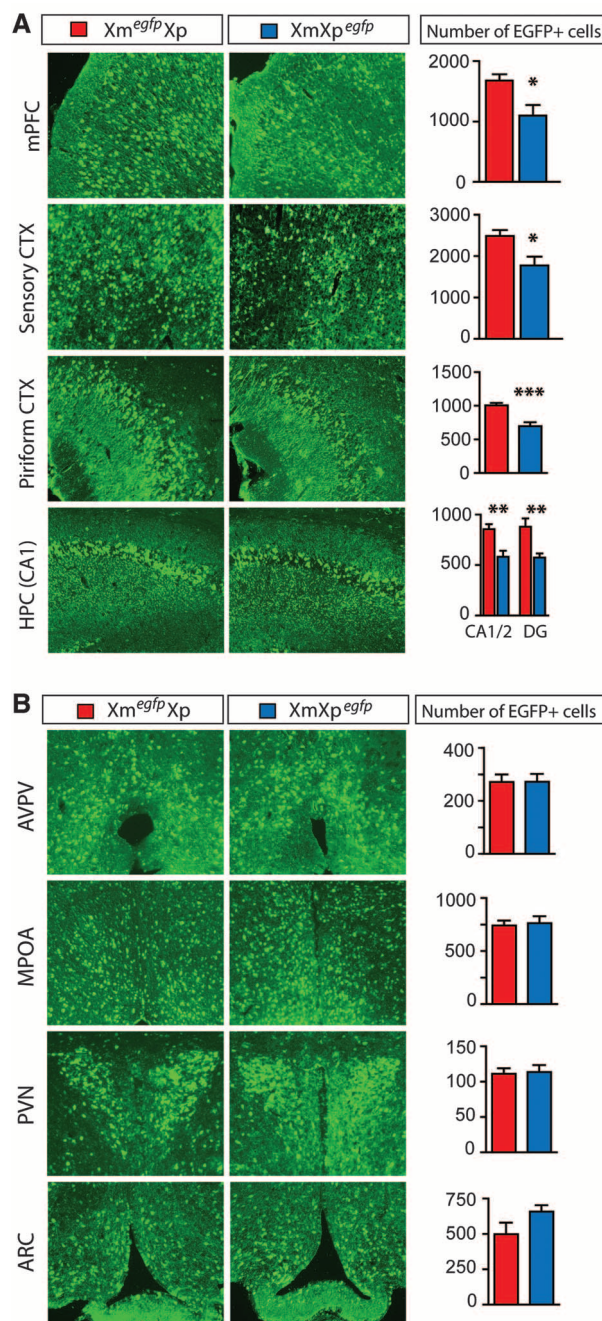 A
Xm^egfp Xp
XmXp^egfp
Number of EGFP+ cells
mPFC
2000
1000
0
*
Sensory CTX
3000
2000
1000
0
*
Piriform CTX
1500
1000
500
0
***
HPC (CA1)
1000
500
0
** **
CA1/2 DG
B
Xm^egfp Xp
XmXp^egfp
Number of EGFP+ cells
AVPV
400
300
0
MPOA
1000
750
0
PVN
150
100
50
0
ARC
750
500
250
0